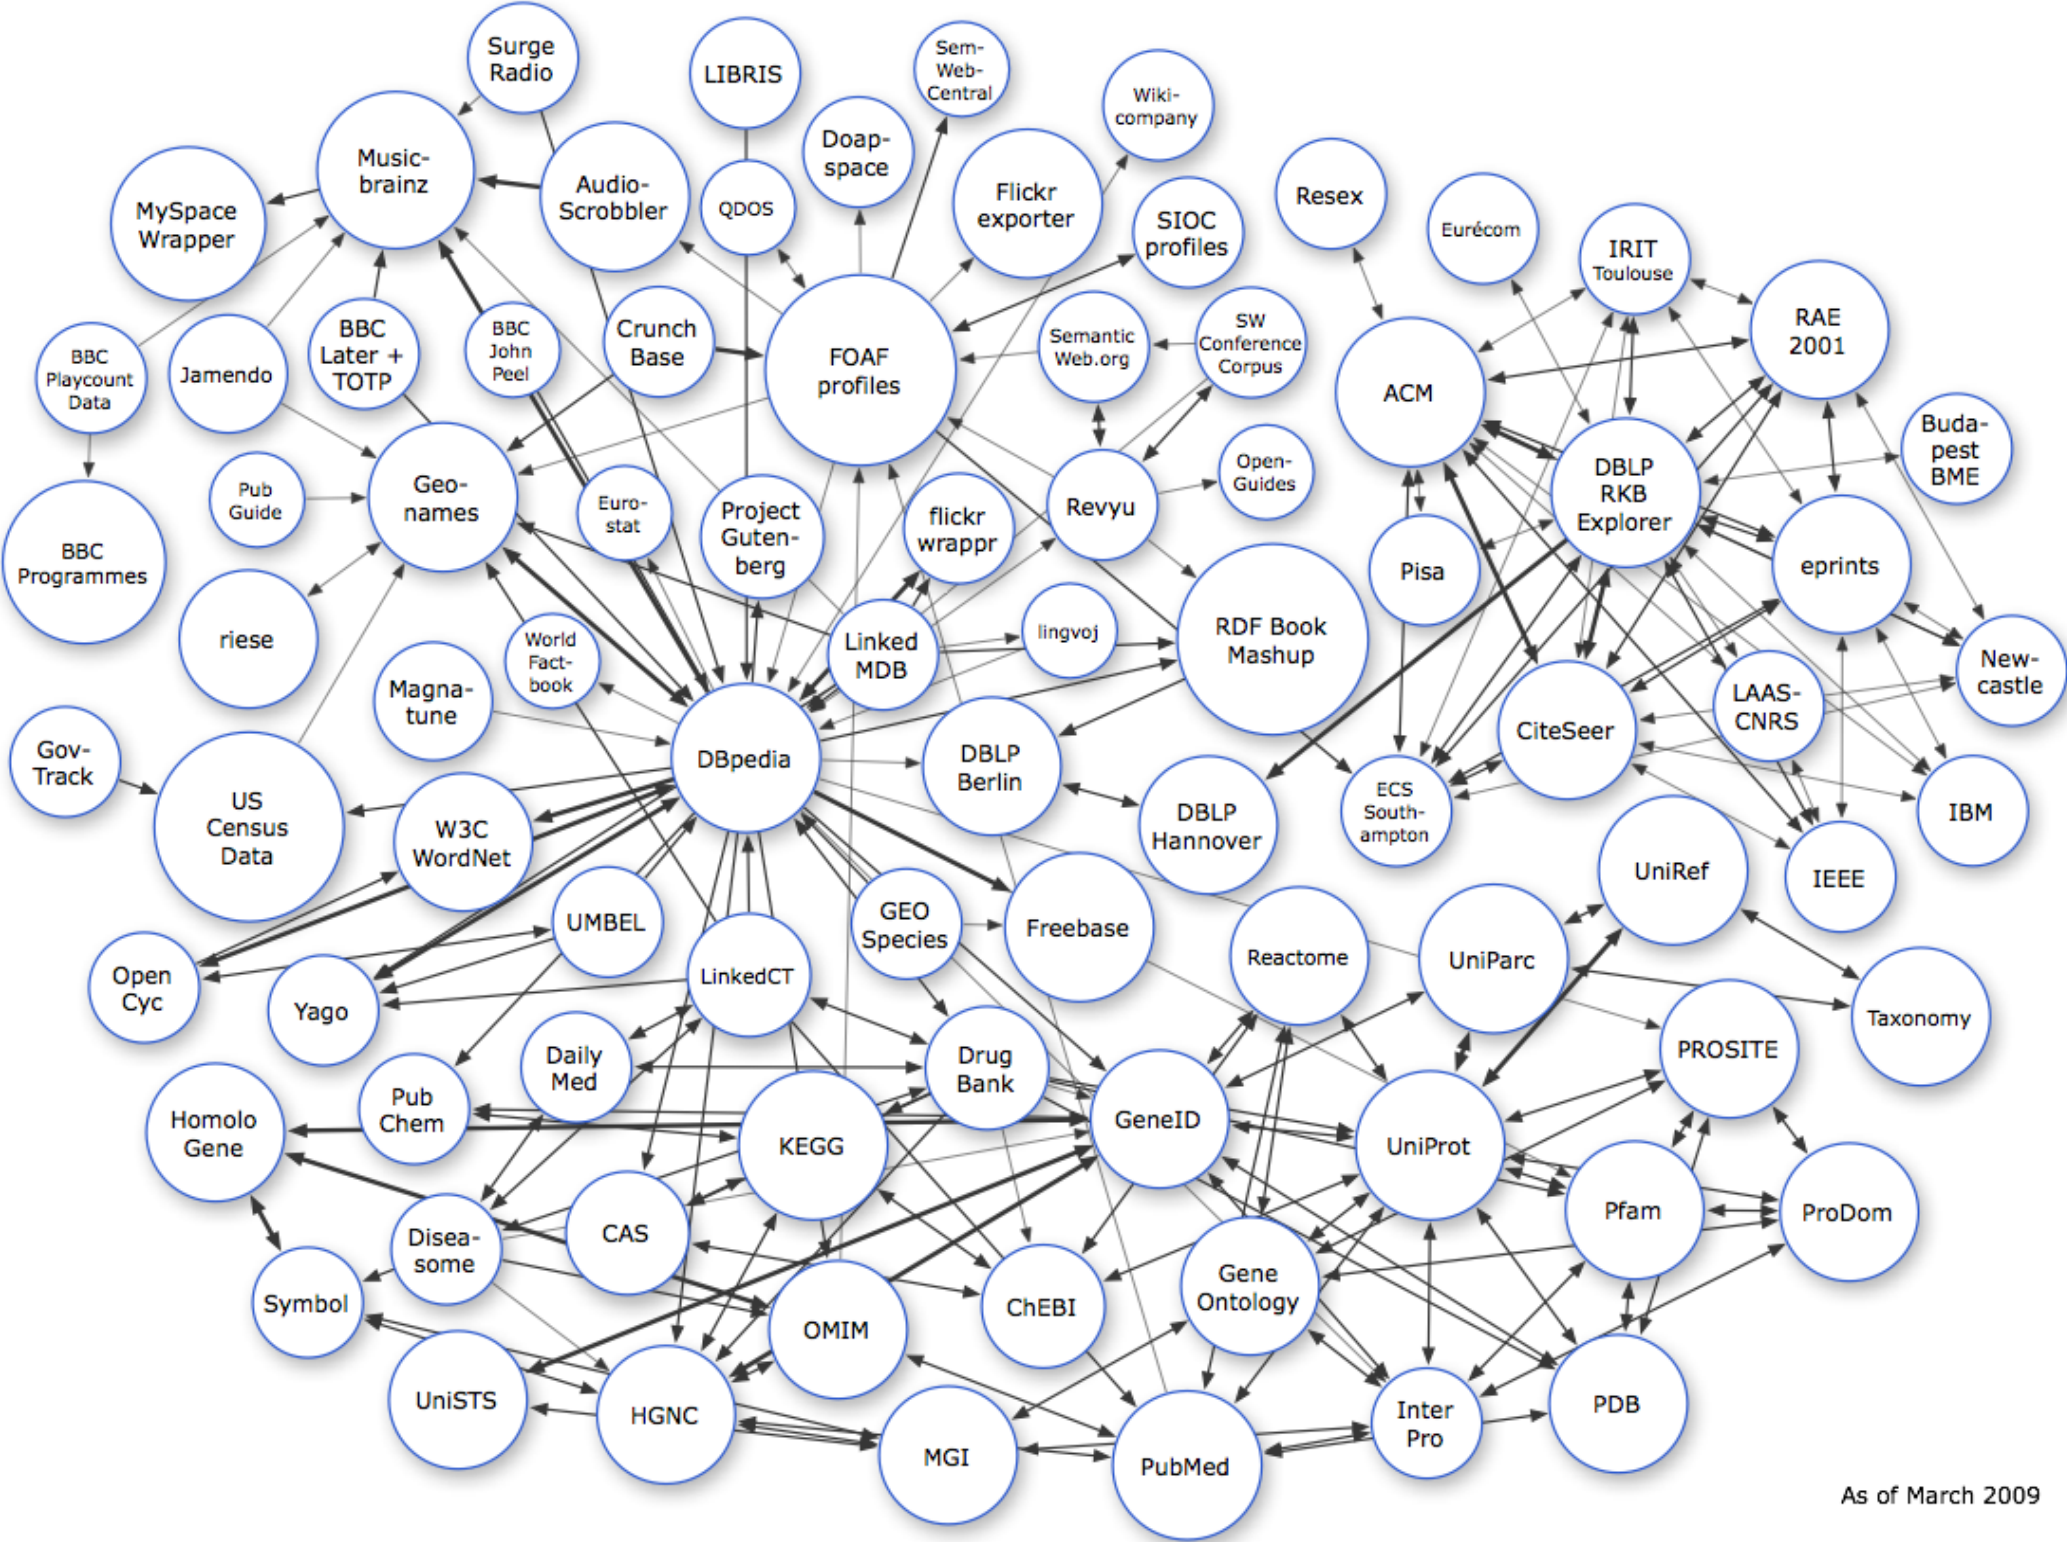 Surge
Radio
LIBRIS
Sem-
Web-
Central
Wiki-
company
Doap-
space
Music-
brainz
Audio-
Scrobbler
QDOS
Flickr
exporter
SIOC
profiles
MySpace
Wrapper
Resex
Eurécom
IRIT
Toulouse
RAE
2001
BBC
Playcount
Data
Jamendo
BBC
Later +
TOTP
BBC
John
Peel
Crunch
Base
FOAF
profiles
Semantic
Web.org
SW
Conference
Corpus
ACM
Buda-
pest
BME
Pub
Guide
Geo-
names
Euro-
stat
Project
Guten-
berg
flickr
wrappr
Revyu
Open-
Guides
DBLP
RKB
Explorer
BBC
Programmes
Pisa
eprints
riese
World
Fact-
book
Linked
MDB
lingvoj
RDF Book
Mashup
New-
castle
Magna-
tune
LAAS-
CNRS
CiteSeer
Gov-
Track
DBpedia
DBLP
Berlin
US
Census
Data
W3C
WordNet
DBLP
Hannover
ECS
South-
ampton
IBM
UniRef
IEEE
UMBEL
GEO
Species
Freebase
Reactome
UniParc
Open
Cyc
Yago
LinkedCT
Taxonomy
PROSITE
Daily
Med
Drug
Bank
Homolo
Gene
Pub
Chem
KEGG
GeneID
UniProt
Pfam
ProDom
Disea-
some
CAS
Symbol
OMIM
ChEBI
Gene
Ontology
UniSTS
HGNC
MGI
PubMed
Inter
Pro
PDB
As of March 2009